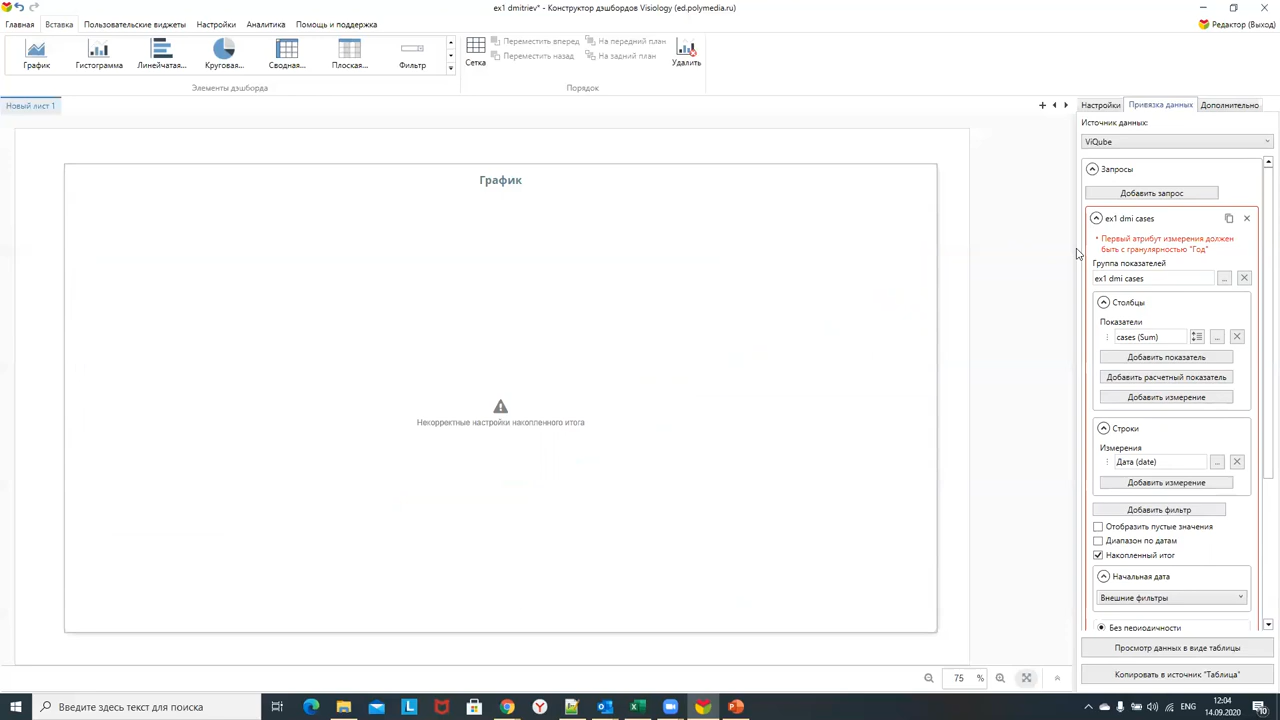 ex1 dmitriev* - Конструктор дэшбордов Visiology (ed.polymedia.ru)
Главная
Вставка
Пользовательские виджеты
Настройки
Аналитика
Помощь и поддержка
Редактор (Выход)
График
Гистограмма
Линейчатая...
Круговая...
Сводная...
Плоская...
Фильтр
Сетка
Переместить вперед
На передний план
Переместить назад
На задний план
Удалить
Элементы дэшборда
Порядок
Новый лист 1
Настройки
Привязка данных
Дополнительно
Источник данных:
ViQube
Запросы
Добавить запрос
ex1 dmi cases
• Первый атрибут измерения должен
быть с гранулярностью "Год"
Группа показателей
ex1 dmi cases
...
Столбцы
Показатели
cases (Sum)
...
Добавить показатель
Добавить расчетный показатель
Добавить измерение
Строки
Измерения
Дата (date)
...
Добавить измерение
Добавить фильтр
Отобразить пустые значения
Диапазон по датам
Накопленный итог
Начальная дата
Внешние фильтры
Без периодичности
Просмотр данных в виде таблицы
Копировать в источник "Таблица"
График
Некорректные настройки накопленного итога
75 %
Введите здесь текст для поиска
ENG
12:04
14.09.2020
10